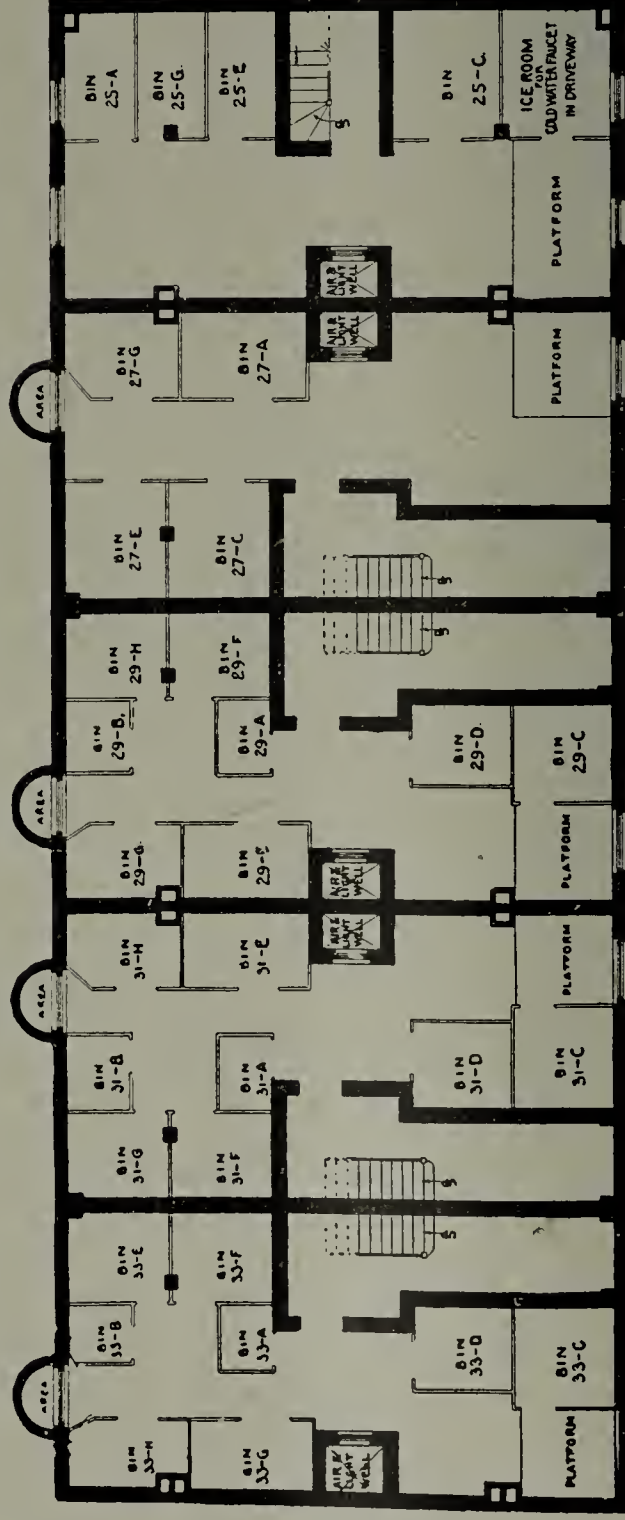 AREA
AREA
AREA
AREA
BIN
33-H
BIN
33-B
BIN
33-E
BIN
31-G
BIN
31-B
BIN
31-H
BIN
29-G
BIN
29-B.
BIN
29-H
BIN
27-E
BIN
27-G
BIN
25-A
BIN
25-G.
BIN
25-E
BIN
33-G
BIN
33-A
BIN
33-F
BIN
31-F
BIN
31-A
BIN
31-E
BIN
29-E
BIN
29-A
BIN
29-F
BIN
27-C
BIN
27-A
AIR &
LIGHT
WELL
AIR &
LIGHT
WELL
AIR &
LIGHT
WELL
AIR &
LIGHT
WELL
AIR &
LIGHT
WELL
BIN
33-D
BIN
31-D
BIN
29-D.
BIN
25-C.
PLATFORM
BIN
33-C
BIN
31-C
PLATFORM
PLATFORM
BIN
29-C
PLATFORM
PLATFORM
ICE ROOM
FOR
COLD WATER FAUCET
IN DRIVEWAY